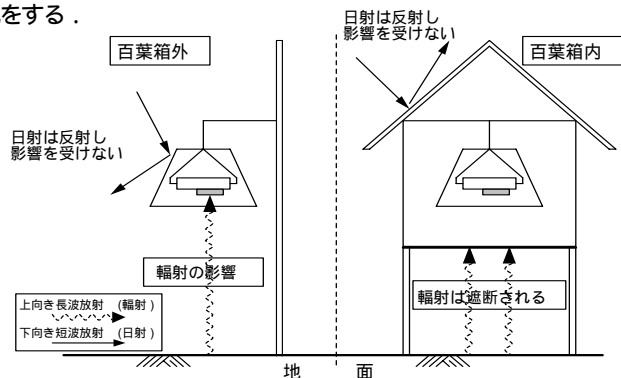 をする．
百葉箱外
日射は反射し
影響を受けない
輻射の影響
上向き長波放射 (輻射)
下向き短波放射 (日射)
日射は反射し
影響を受けない
百葉箱内
輻射は遮断される
地 面